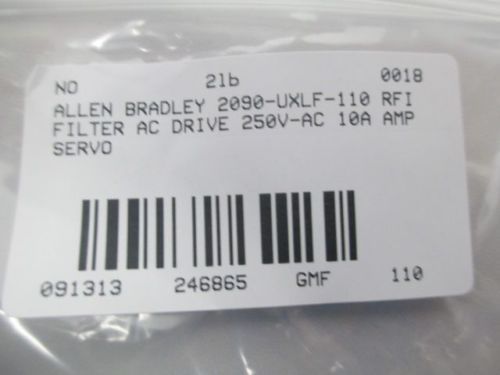 NO 2lb 0018
ALLEN BRADLEY 2090-UXLF-110 RFI
FILTER AC DRIVE 250V-AC 10A AMP
SERVO
091313 246865 GMF 110